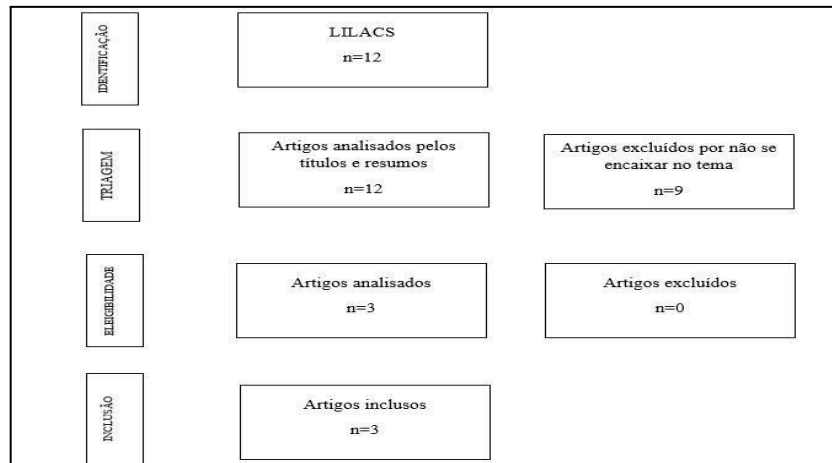 IDENTIFICAÇÃO
LILACS
n=12
TRIAGEM
Artigos analisados pelos
títulos e resumos
n=12
Artigos excluídos por não se
encaixar no tema
n=9
ELEIGIBILIDADE
Artigos analisados
n=3
Artigos excluídos
n=0
INCLUSÃO
Artigos inclusos
n=3